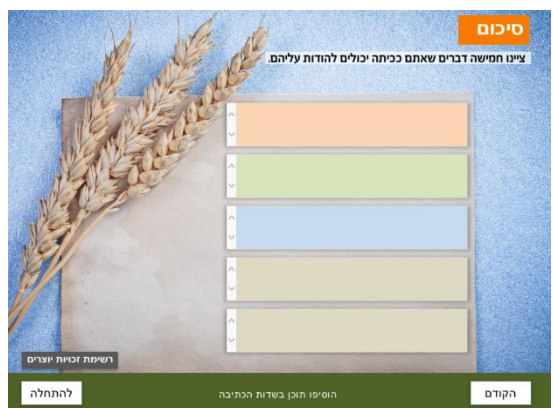 סיכום
ציינו חמישה דברים שאתם ככיתה יכולים להודות עליהם.
רשימת זכויות יוצרים
הקודם
הוסיפו תוכן בשדות הכתיבה
להתחלה